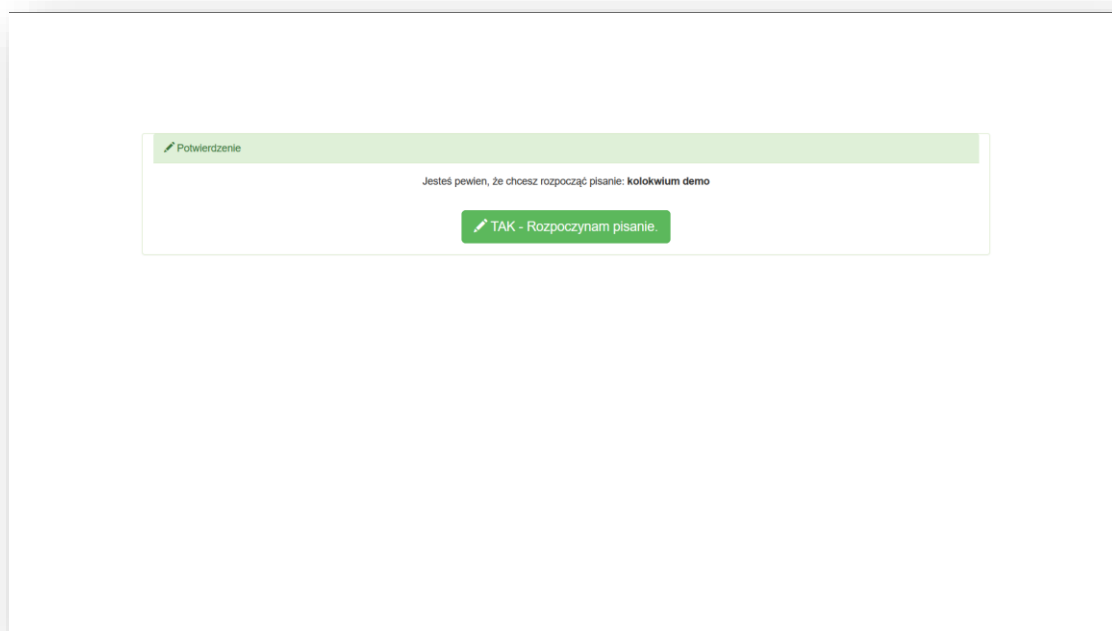 Potwierdzenie
Jesteś pewien, że chcesz rozpocząć pisanie: kolokwium demo
TAK - Rozpoczynam pisanie.